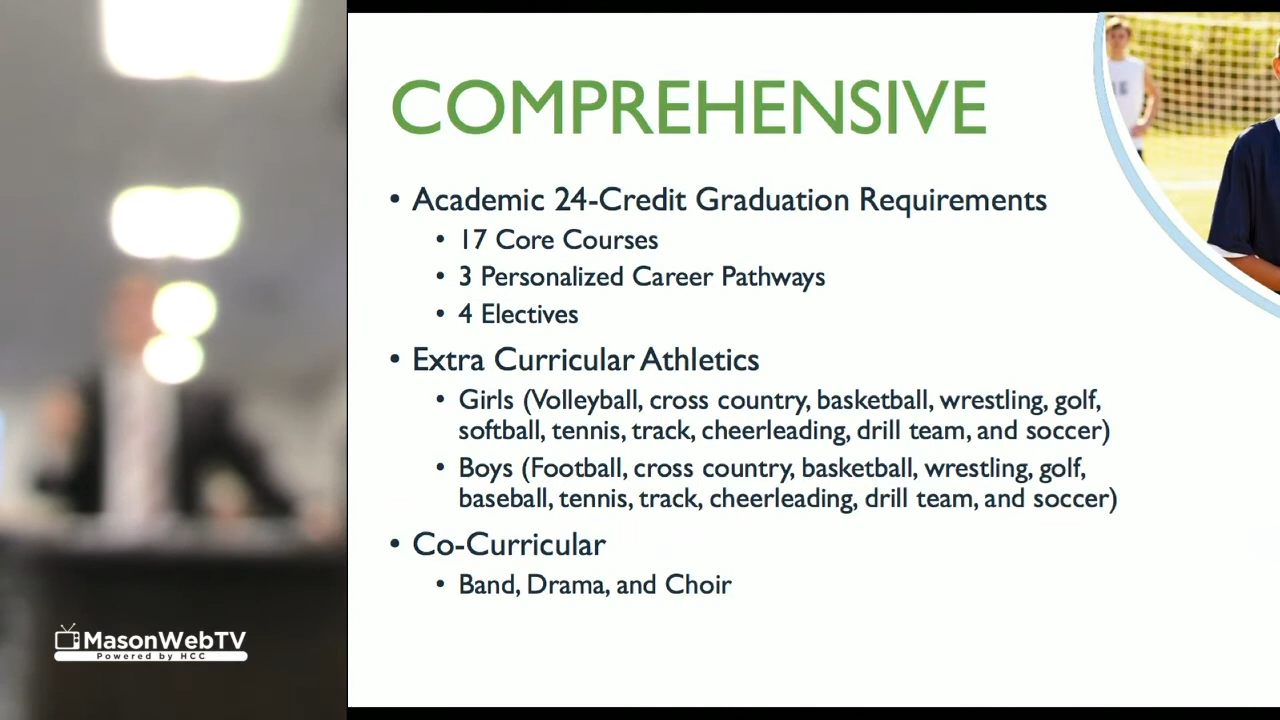 COMPREHENSIVE
• Academic 24-Credit Graduation Requirements
• 17 Core Courses
• 3 Personalized Career Pathways
• 4 Electives
• Extra Curricular Athletics
• Girls (Volleyball, cross country, basketball, wrestling, golf,
softball, tennis, track, cheerleading, drill team, and soccer)
• Boys (Football, cross country, basketball, wrestling, golf,
baseball, tennis, track, cheerleading, drill team, and soccer)
• Co-Curricular
• Band, Drama, and Choir
MasonWebTV
Powered by HCC